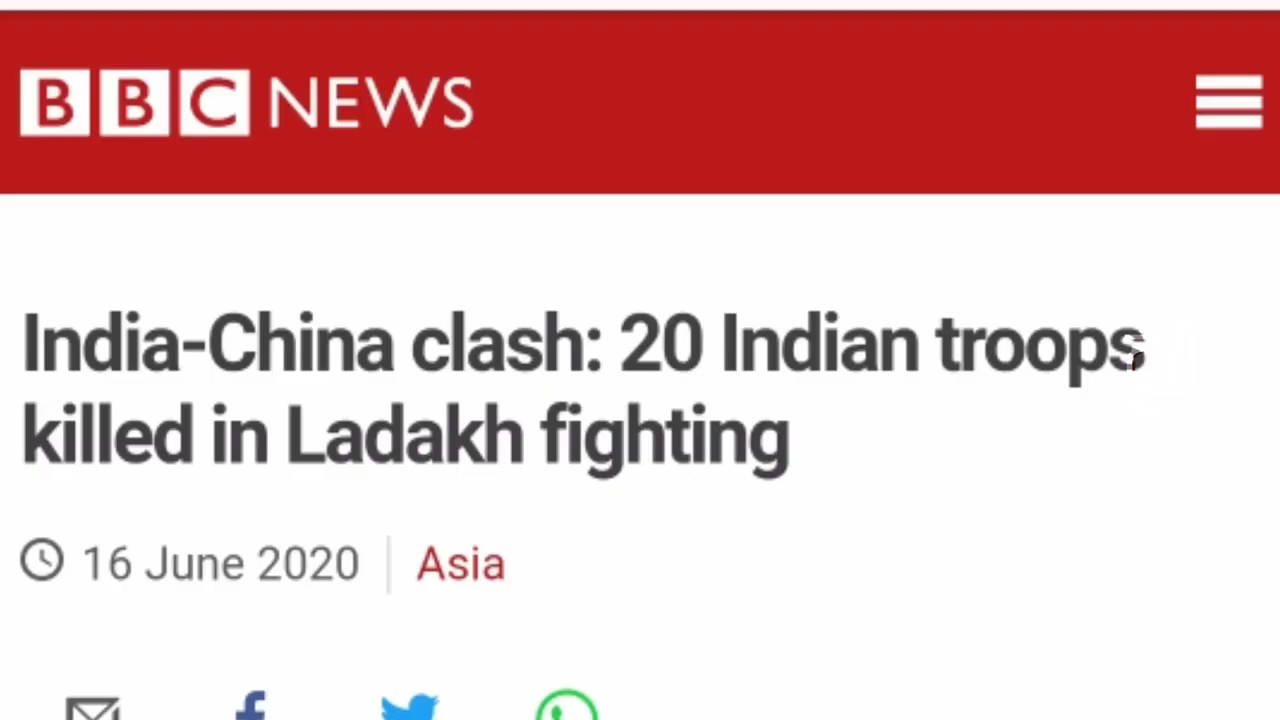 BBC NEWS
India-China clash: 20 Indian troops
killed in Ladakh fighting
16 June 2020 Asia